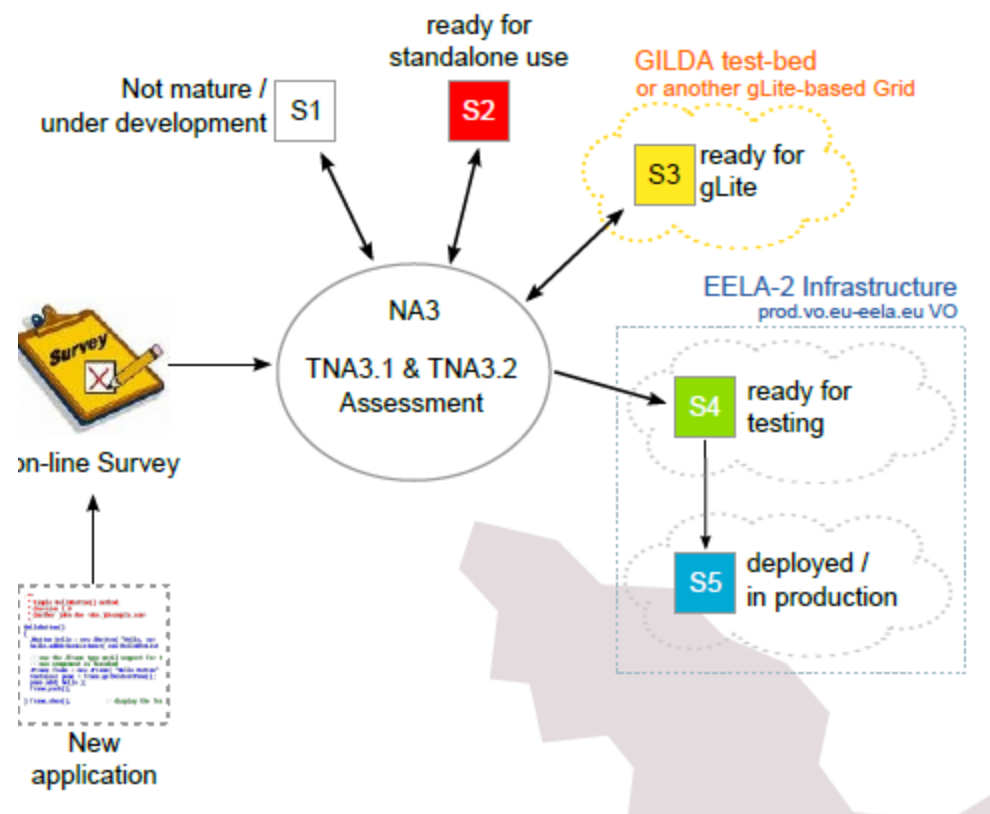 ready for
standalone use
Not mature /
under development
S1
S2
GILDA test-bed
or another gLite-based Grid
S3
ready for
gLite
EELA-2 Infrastructure
prod.vo.eu-eela.eu VO
NA3
TNA3.1 & TNA3.2
Assessment
Survey
S4
ready for
testing
on-line Survey
S5
deployed /
in production
New
application